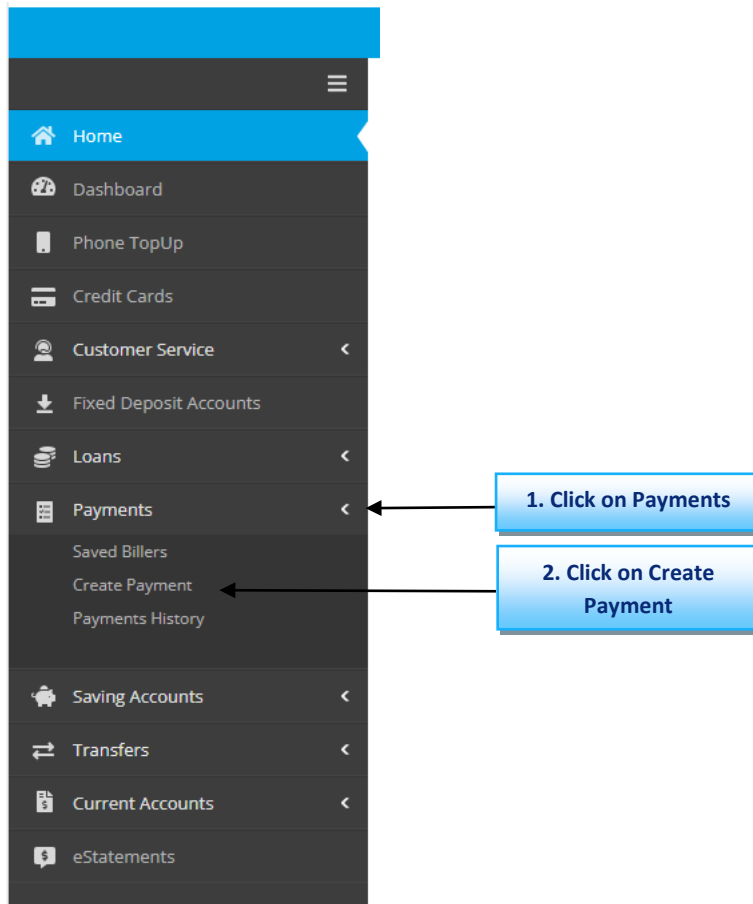 Home
Dashboard
Phone TopUp
Credit Cards
Customer Service
Fixed Deposit Accounts
Loans
Payments
1. Click on Payments
Saved Billers
Create Payment
2. Click on Create
Payment
Payments History
Saving Accounts
Transfers
Current Accounts
eStatements